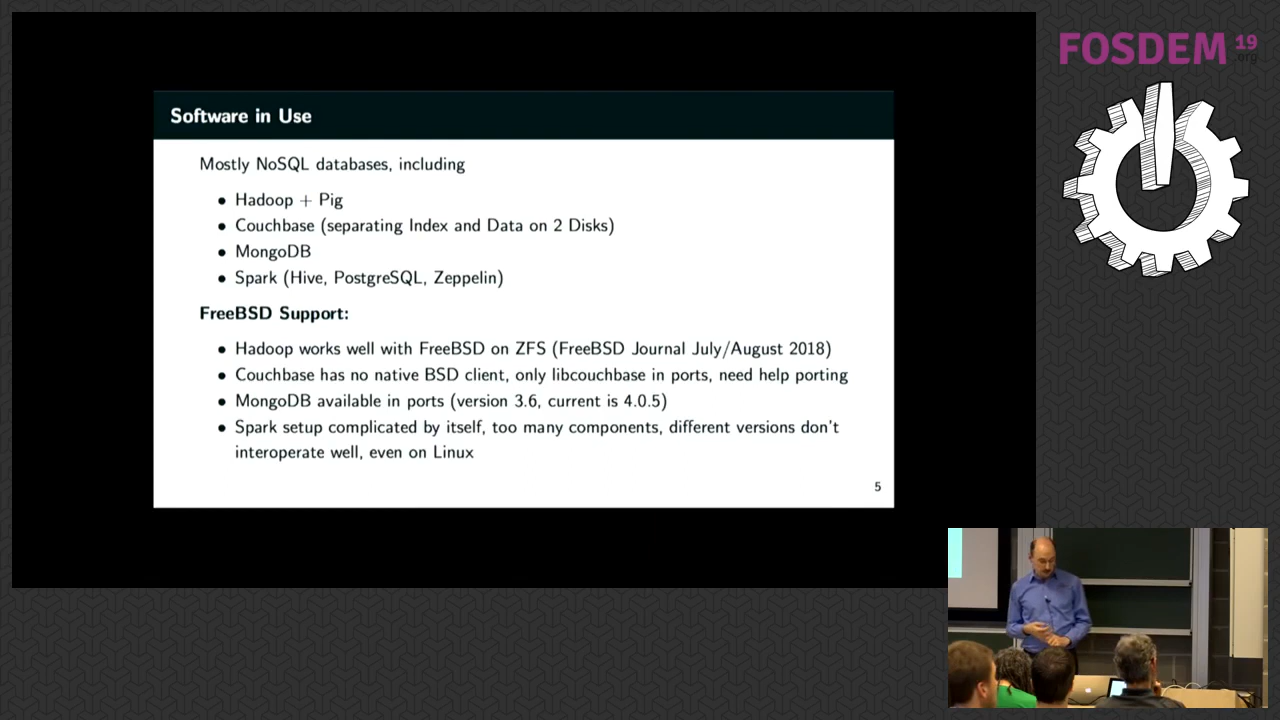 FOSDEM 19
.org
Software in Use
Mostly NoSQL databases, including
• Hadoop + Pig
• Couchbase (separating Index and Data on 2 Disks)
• MongoDB
• Spark (Hive, PostgreSQL, Zeppelin)
FreeBSD Support:
• Hadoop works well with FreeBSD on ZFS (FreeBSD Journal July/August 2018)
• Couchbase has no native BSD client, only libcouchbase in ports, need help porting
• MongoDB available in ports (version 3.6, current is 4.0.5)
• Spark setup complicated by itself, too many components, different versions don't
interoperate well, even on Linux
5